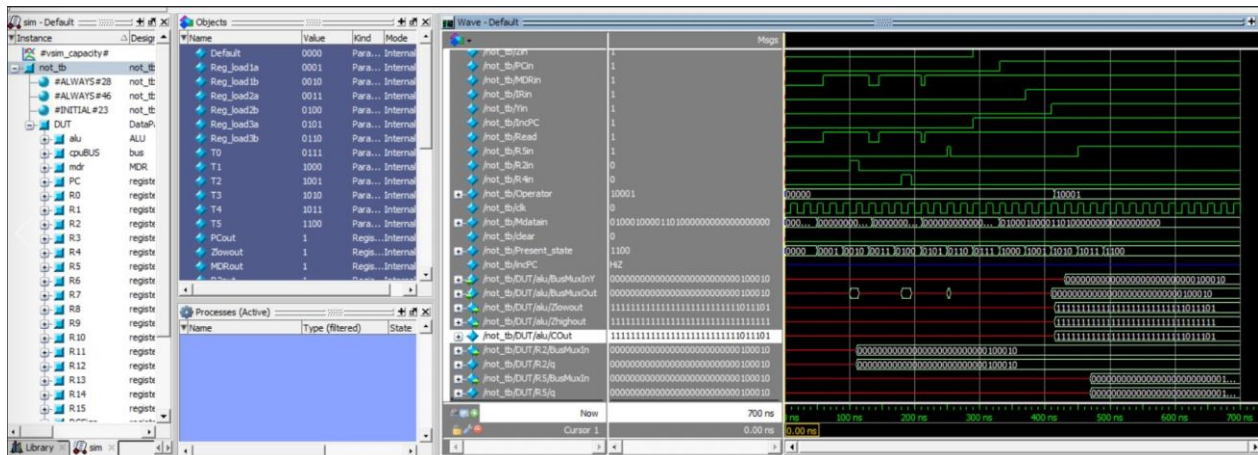 sim - Default
Instance Design
#vsim_capacity#
not_tb not_tb
#ALWAYS#28 not_tb
#ALWAYS#46 not_tb
#INITIAL#23 not_tb
DUT DataPa
alu ALU
cpuBUS bus
mdr MDR
PC registe
R0 registe
R1 registe
R2 registe
R3 registe
R4 registe
R5 registe
R6 registe
R7 registe
R8 registe
R9 registe
R10 registe
R11 registe
R12 registe
R13 registe
R14 registe
R15 registe
Library sim
Objects
Name Value Kind Mode
Default 0000 Para... Internal
Reg_load1a 0001 Para... Internal
Reg_load1b 0010 Para... Internal
Reg_load2a 0011 Para... Internal
Reg_load2b 0100 Para... Internal
Reg_load3a 0101 Para... Internal
Reg_load3b 0110 Para... Internal
T0 0111 Para... Internal
T1 1000 Para... Internal
T2 1001 Para... Internal
T3 1010 Para... Internal
T4 1011 Para... Internal
T5 1100 Para... Internal
PCout 1 Regis... Internal
Zlowout 1 Regis... Internal
MDRout 1 Regis... Internal
Processes (Active)
Name Type (filtered) State
Wave - Default
Msgs
/not_tb/Zin 1
/not_tb/PCin 1
/not_tb/MDRin 1
/not_tb/IRin 1
/not_tb/Yin 1
/not_tb/IncPC 1
/not_tb/Read 1
/not_tb/R5in 1
/not_tb/R2in 0
/not_tb/R4in 0
/not_tb/Operator 10001 00000 10001
/not_tb/clk 0
/not_tb/Mdatain
/not_tb/clear 0
/not_tb/Present_state 1100 0000 0001 0010 0011 0100 0101 0110 0111 1000 1001 1010 1011 1100
/not_tb/incPC HiZ
/not_tb/DUT/alu/BusMuxInY
/not_tb/DUT/alu/BusMuxOut
/not_tb/DUT/alu/Zlowout
/not_tb/DUT/alu/Zhighout
/not_tb/DUT/alu/COut
/not_tb/DUT/R2/BusMuxIn
/not_tb/DUT/R2/q
/not_tb/DUT/R5/BusMuxIn
/not_tb/DUT/R5/q
Now 700 ns 100 ns 200 ns 300 ns 400 ns 500 ns 600 ns 700 ns
Cursor 1 0.00 ns 0.00 ns